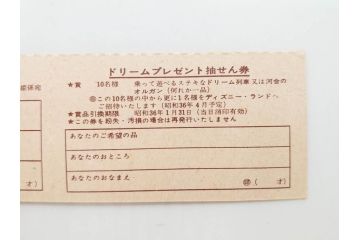 ドリームプレゼント抽せん券
★賞 10名様 乗って遊べるステキなドリーム列車又は河合の
オルガン(何れか一品)
この10名様の中から更に1名様をディズニー・ランドへ
ご招待いたします(昭和36年4月予定)
★賞品引換期限 昭和36年1月31日(当日消印有効)
★この券を紛失・汚損の場合は再発行いたしません
あなたのご希望の品
あなたのおところ
あなたのおなまえ
( 才)
才)